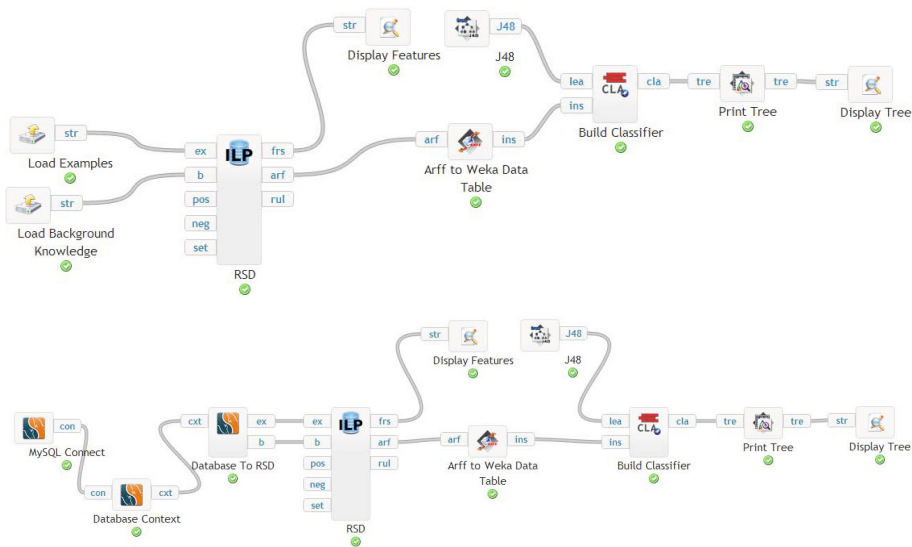 str
Display Features
J48
J48
lea
cla
tre
tre
str
CLA
ins
Print Tree
Display Tree
Build Classifier
str
Load Examples
ex
ILP
frs
arf
ins
b
arf
Arff to Weka Data
Table
str
pos
rul
Load Background
Knowledge
neg
set
RSD
str
Display Features
J48
J48
con
MySQL Connect
cxt
ex
b
Database To RSD
ex
ILP
frs
b
arf
pos
rul
neg
set
RSD
arf
ins
Arff to Weka Data
Table
lea
cla
CLA
ins
Build Classifier
tre
tre
Print Tree
str
Display Tree
con
cxt
Database Context